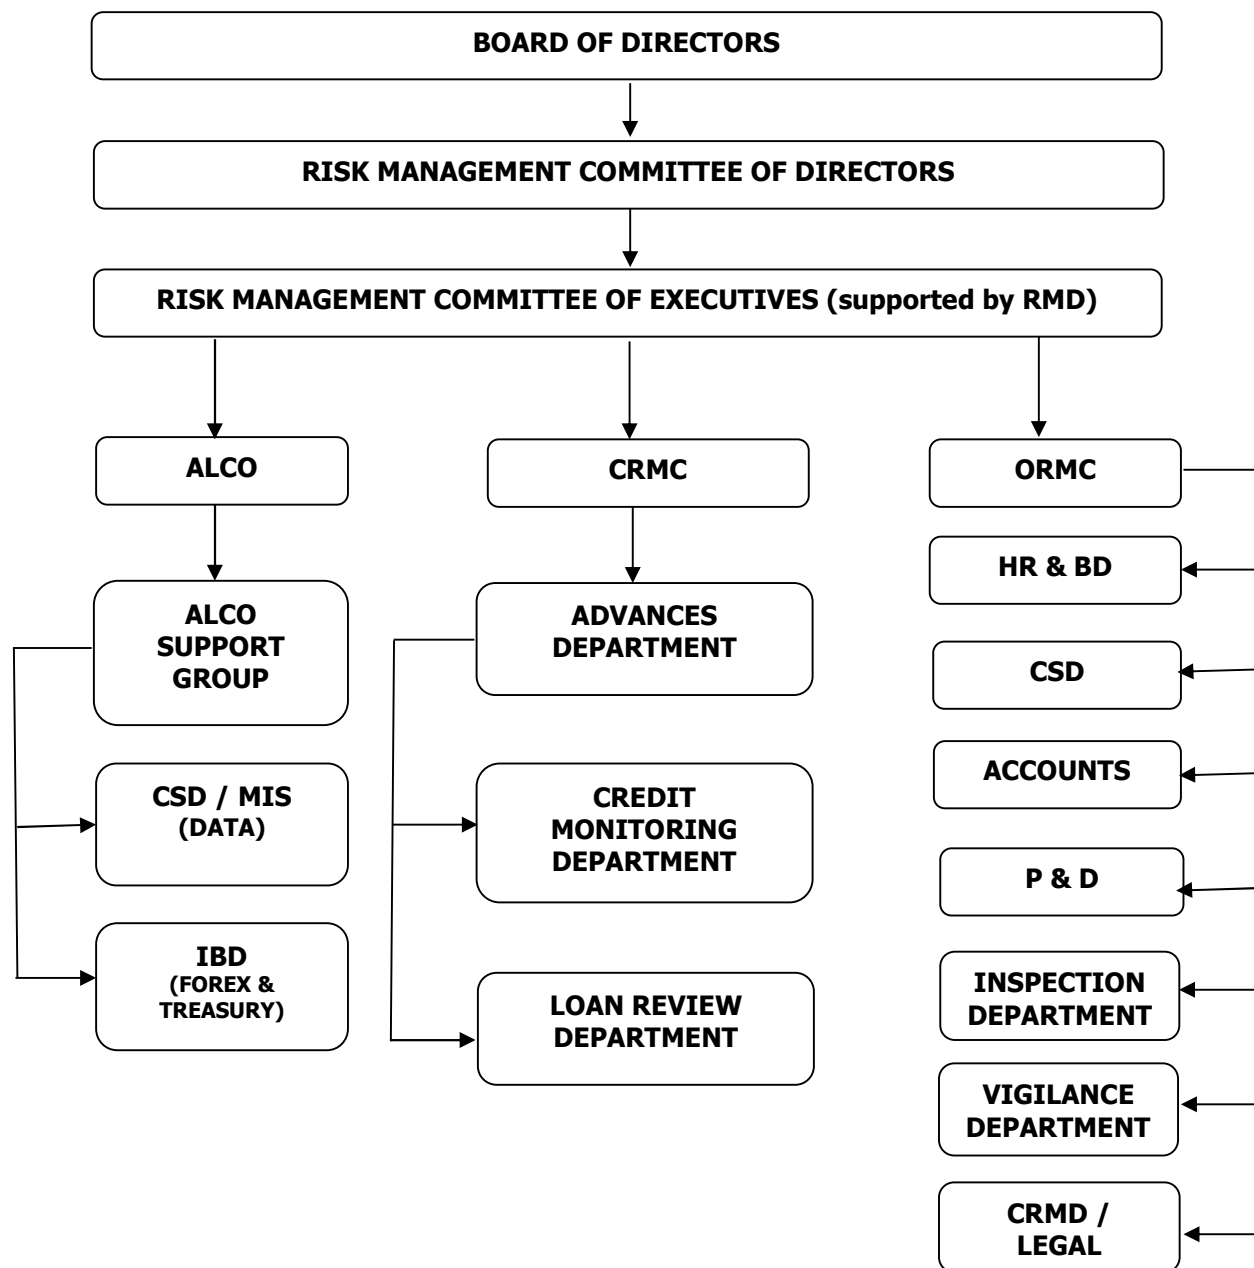 BOARD OF DIRECTORS
RISK MANAGEMENT COMMITTEE OF DIRECTORS
RISK MANAGEMENT COMMITTEE OF EXECUTIVES (supported by RMD)
ALCO
CRMC
ORMC
ALCO
SUPPORT
GROUP
CSD / MIS
(DATA)
IBD
(FOREX &
TREASURY)
ADVANCES
DEPARTMENT
CREDIT
MONITORING
DEPARTMENT
LOAN REVIEW
DEPARTMENT
HR & BD
CSD
ACCOUNTS
P & D
INSPECTION
DEPARTMENT
VIGILANCE
DEPARTMENT
CRMD /
LEGAL